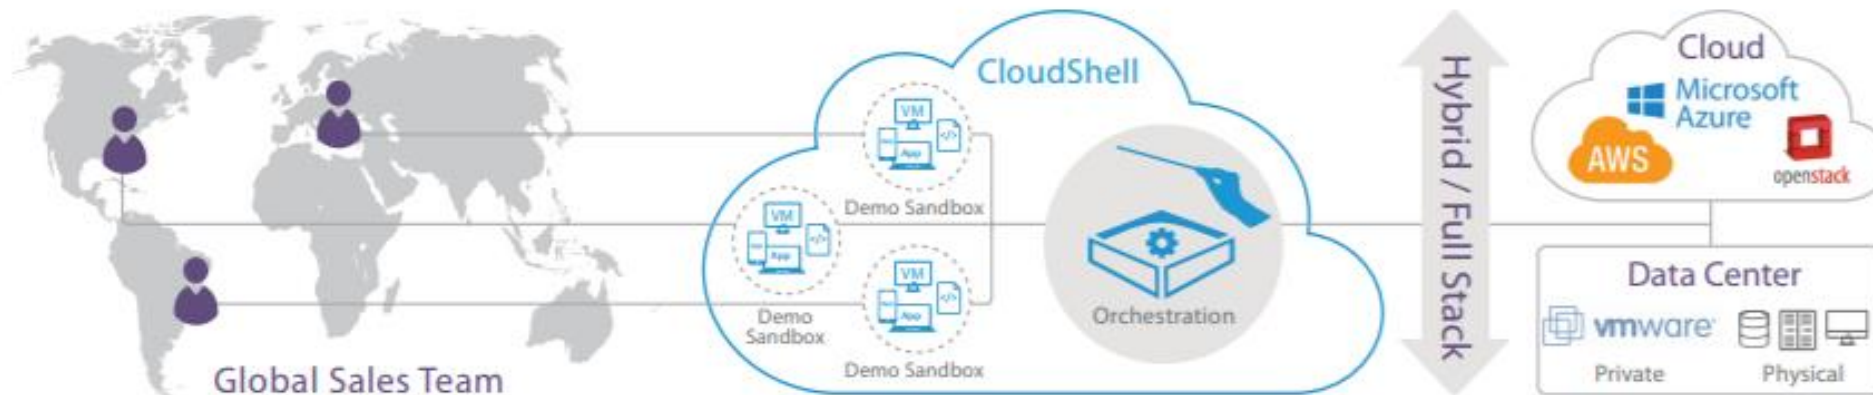 Global Sales Team
CloudShell
VM
</>
App
Demo Sandbox
VM
</>
App
Demo
Sandbox
VM
</>
App
Demo Sandbox
Orchestration
Hybrid / Full Stack
Cloud
Microsoft
Azure
AWS
openstack
Data Center
vmware
Private
Physical